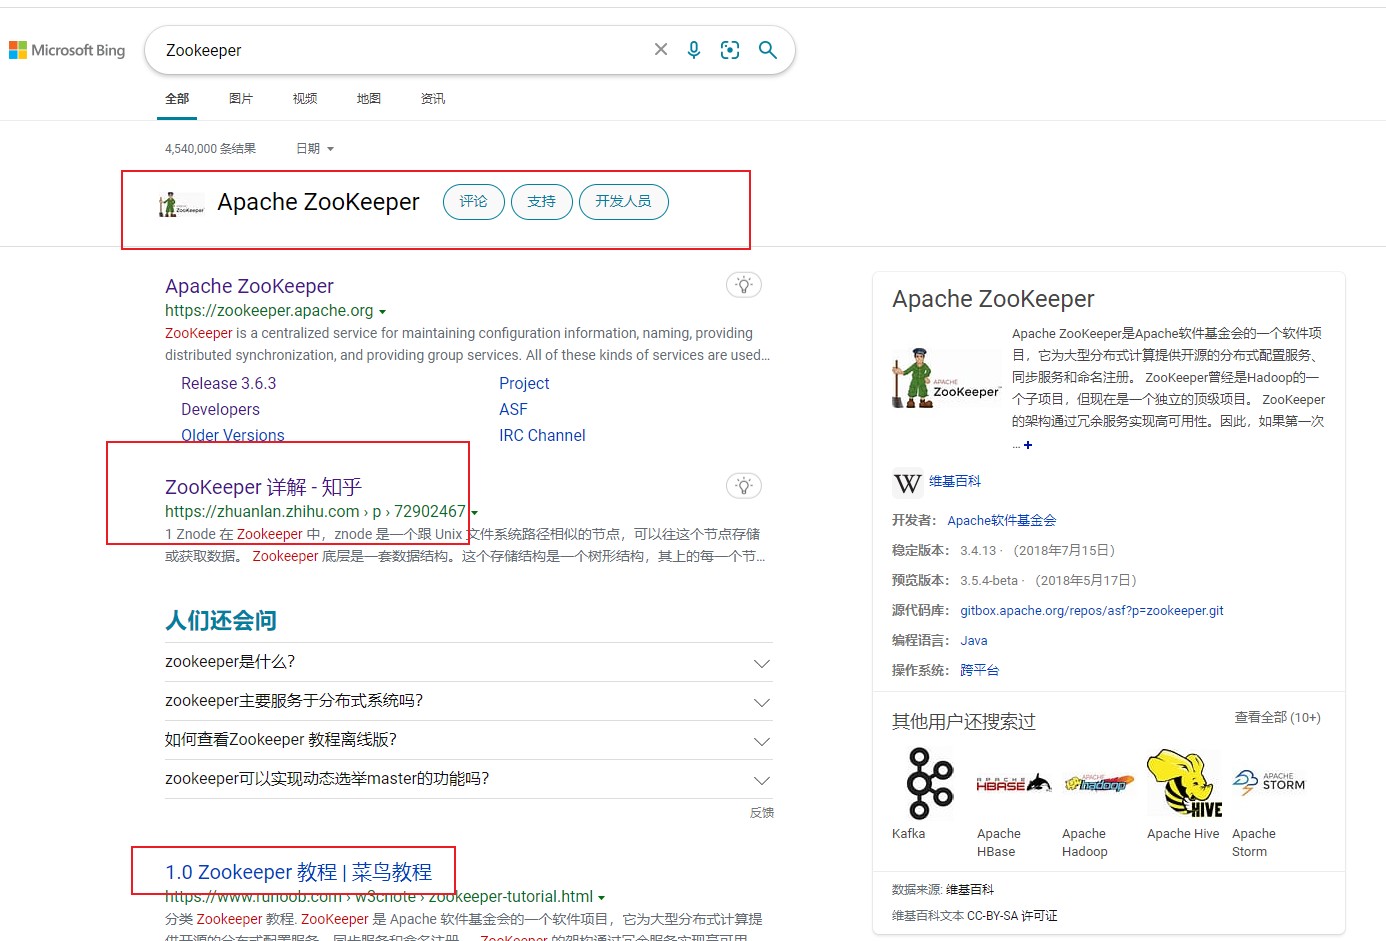 Microsoft Bing
Zookeeper
全部 图片 视频 地图 资讯
4,540,000 条结果 日期
ZooKeeper Apache ZooKeeper 评论 支持 开发人员
Apache ZooKeeper
https://zookeeper.apache.org
ZooKeeper is a centralized service for maintaining configuration information, naming, providing
distributed synchronization, and providing group services. All of these kinds of services are used...
Release 3.6.3 Project
Developers ASF
Older Versions IRC Channel
ZooKeeper 详解 - 知乎
https://zhuanlan.zhihu.com › p › 72902467
1 Znode 在 Zookeeper 中，znode 是一个跟 Unix 文件系统路径相似的节点，可以往这个节点存储
或获取数据。 Zookeeper 底层是一套数据结构。这个存储结构是一个树形结构，其上的每一个节...
人们还会问
zookeeper是什么?
zookeeper主要服务于分布式系统吗?
如何查看Zookeeper 教程离线版?
zookeeper可以实现动态选举master的功能吗?
反馈
1.0 Zookeeper 教程 | 菜鸟教程
https://www.runoob.com › w3cnote › zookeeper-tutorial.html
分类 Zookeeper 教程. ZooKeeper 是 Apache 软件基金会的一个软件项目，它为大型分布式计算提
供开源的分布式配置服务、同步服务和命名注册。 ZooKeeper 的架构通过冗余服务实现高可用
Apache ZooKeeper
APACHE
ZooKeeper™
Apache ZooKeeper是Apache软件基金会的一个软件项
目，它为大型分布式计算提供开源的分布式配置服务、
同步服务和命名注册。 ZooKeeper曾经是Hadoop的一
个子项目，但现在是一个独立的顶级项目。 ZooKeeper
的架构通过冗余服务实现高可用性。因此，如果第一次
... +
W 维基百科
开发者： Apache软件基金会
稳定版本： 3.4.13 · （2018年7月15日）
预览版本： 3.5.4-beta · （2018年5月17日）
源代码库： gitbox.apache.org/repos/asf?p=zookeeper.git
编程语言： Java
操作系统： 跨平台
其他用户还搜索过 查看全部 (10+)
APACHE HBASE
hadoop
HIVE
APACHE STORM
Kafka Apache HBase Apache Hadoop Apache Hive Apache Storm
数据来源: 维基百科
维基百科文本 CC-BY-SA 许可证